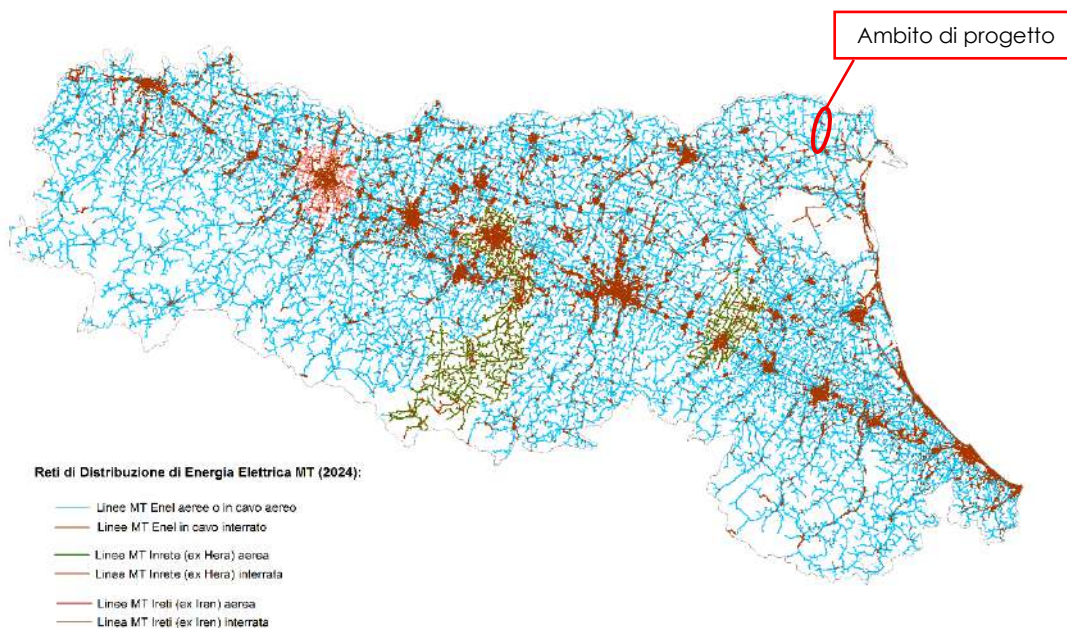 Ambito di progetto
Reti di Distribuzione di Energia Elettrica MT (2024):
Linee MT Enel aeree o in cavo aereo
Linee MT Enel in cavo interrato
Linee MT Inrete (ex Hera) aerea
Linee MT Inrete (ex Hera) interrata
Linee MT Ireti (ex Iren) aerea
Linea MT Ireti (ex Iren) interrata